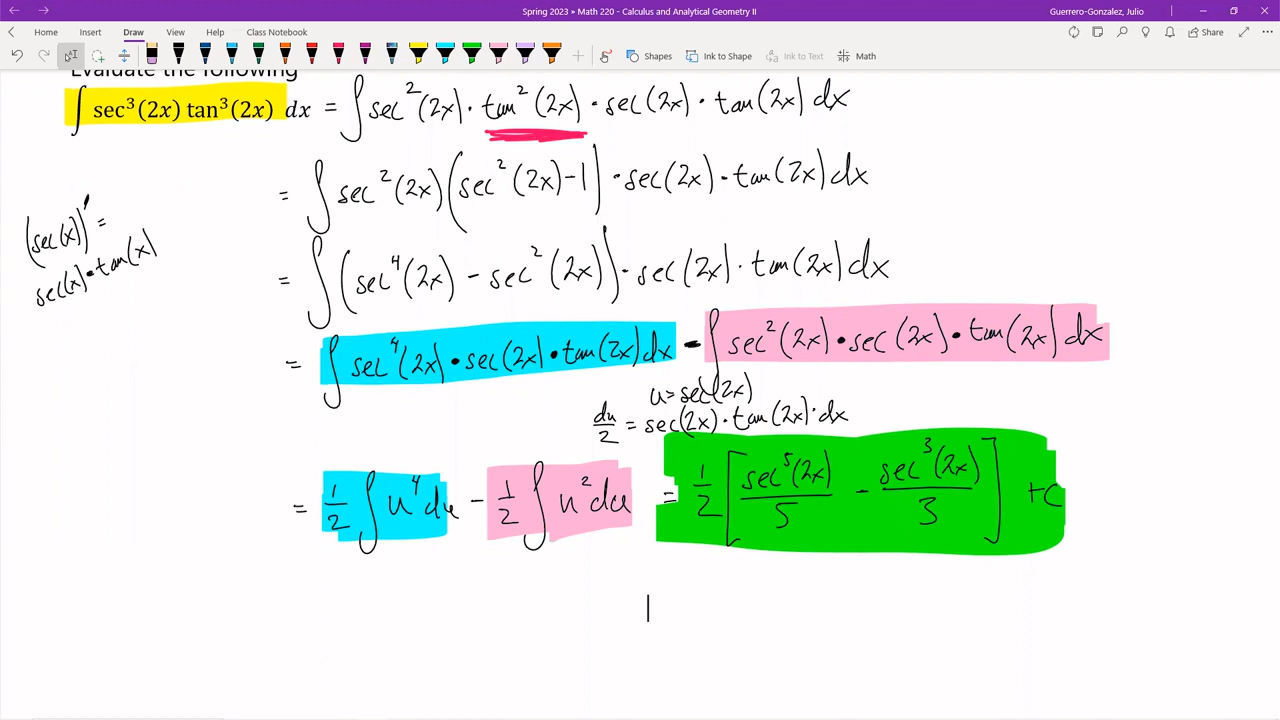 Spring 2023 » Math 220 - Calculus and Analytical Geometry II
Guerrero-Gonzalez, Julio
Home Insert Draw View Help Class Notebook
Share
Shapes Ink to Shape Ink to Text Math
Evaluate the following
∫ sec³(2x) tan³(2x) dx = ∫ sec²(2x) · tan²(2x) · sec(2x) · tan(2x) dx
= ∫ sec²(2x) (sec²(2x) - 1) · sec(2x) · tan(2x) dx
(sec(x))' =
sec(x) · tan(x)
= ∫ (sec⁴(2x) - sec²(2x)) · sec(2x) · tan(2x) dx
= ∫ sec⁴(2x) · sec(2x) · tan(2x) dx - ∫ sec²(2x) · sec(2x) · tan(2x) dx
u = sec(2x)
du/2 = sec(2x) · tan(2x) · dx
= 1/2 ∫ u⁴ du - 1/2 ∫ u² du = 1/2 [sec⁵(2x)/5 - sec³(2x)/3] + C